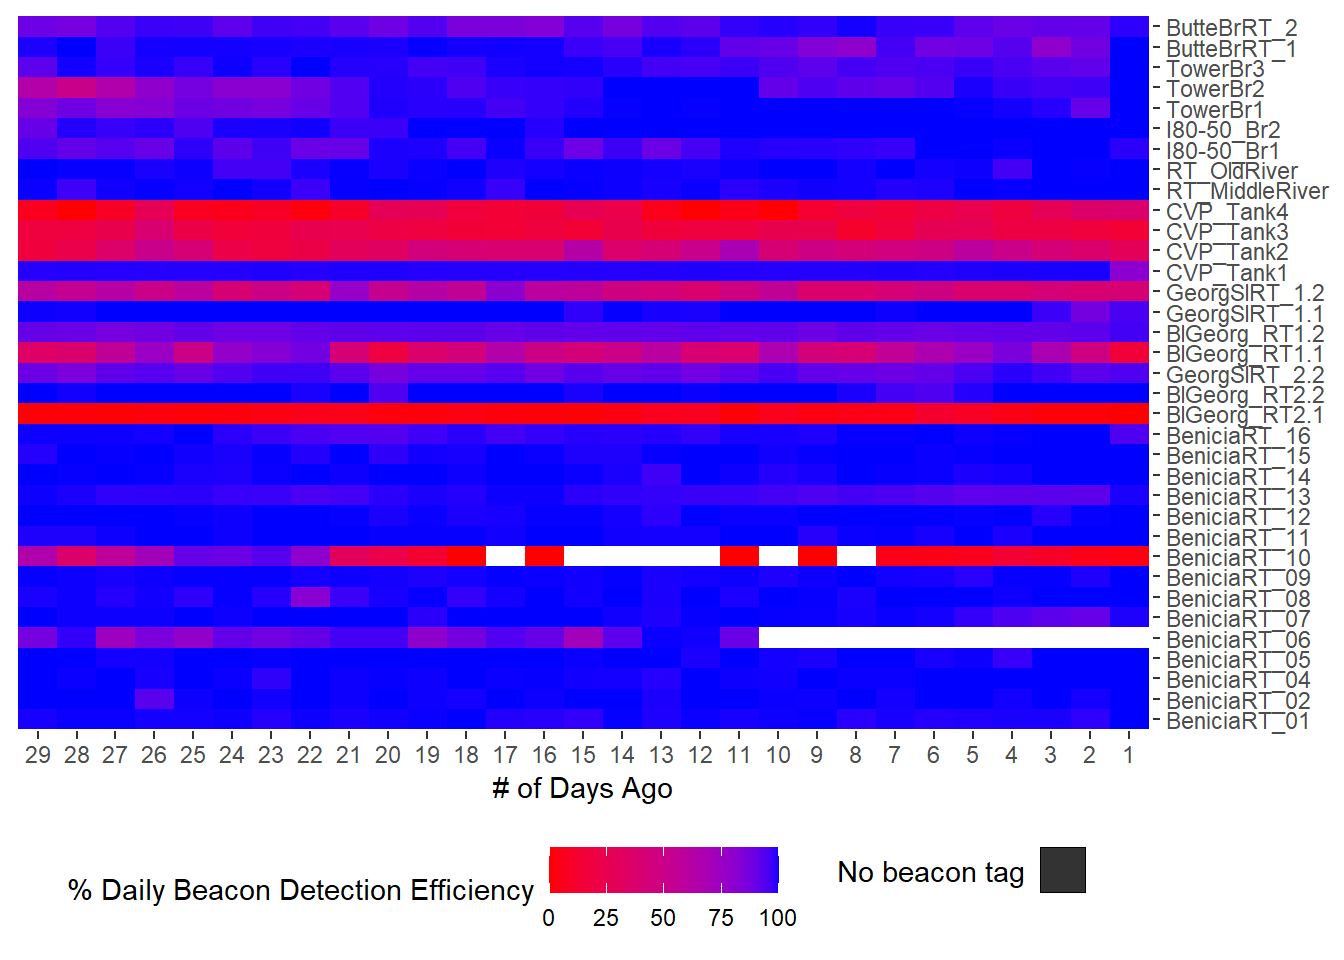 ButteBrRT_2
ButteBrRT_1
TowerBr3
TowerBr2
TowerBr1
I80-50_Br2
I80-50_Br1
RT_OldRiver
RT_MiddleRiver
CVP_Tank4
CVP_Tank3
CVP_Tank2
CVP_Tank1
GeorgSlRT_1.2
GeorgSlRT_1.1
BlGeorg_RT1.2
BlGeorg_RT1.1
GeorgSlRT_2.2
BlGeorg_RT2.2
BlGeorg_RT2.1
BeniciaRT_16
BeniciaRT_15
BeniciaRT_14
BeniciaRT_13
BeniciaRT_12
BeniciaRT_11
BeniciaRT_10
BeniciaRT_09
BeniciaRT_08
BeniciaRT_07
BeniciaRT_06
BeniciaRT_05
BeniciaRT_04
BeniciaRT_02
BeniciaRT_01
29 28 27 26 25 24 23 22 21 20 19 18 17 16 15 14 13 12 11 10 9 8 7 6 5 4 3 2 1
# of Days Ago
% Daily Beacon Detection Efficiency
0 25 50 75 100
No beacon tag